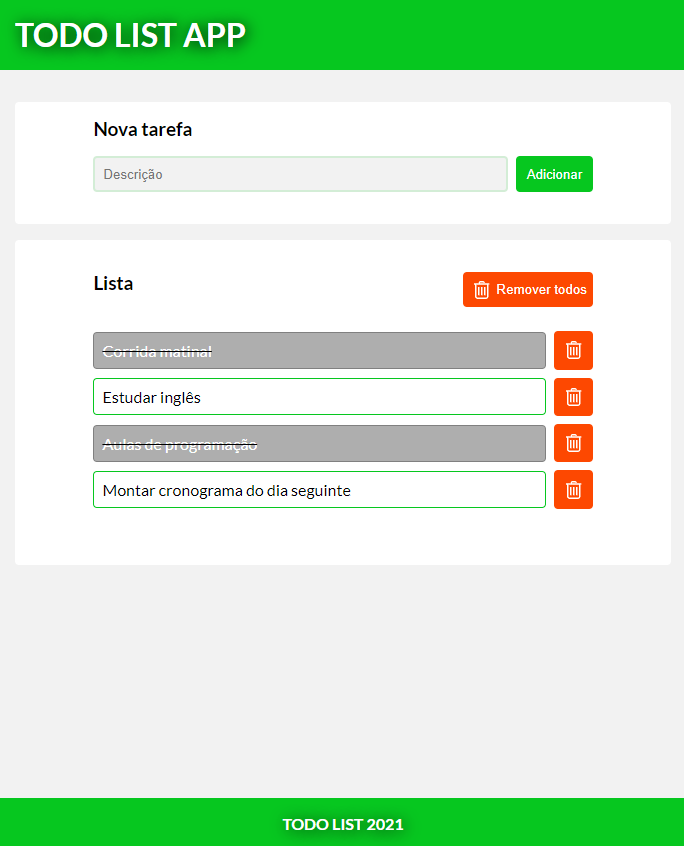 TODO LIST APP
Nova tarefa
Descrição
Adicionar
Lista
Remover todos
Corrida matinal
Estudar inglês
Aulas de programação
Montar cronograma do dia seguinte
TODO LIST 2021